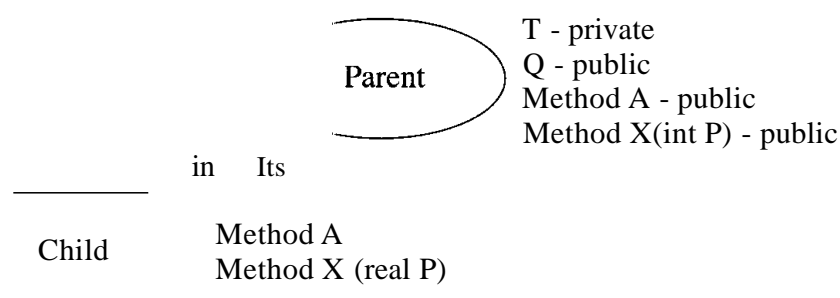 T - private
Parent
Q - public
Method A - public
Method X(int P) - public
in Its
Child
Method A
Method X (real P)